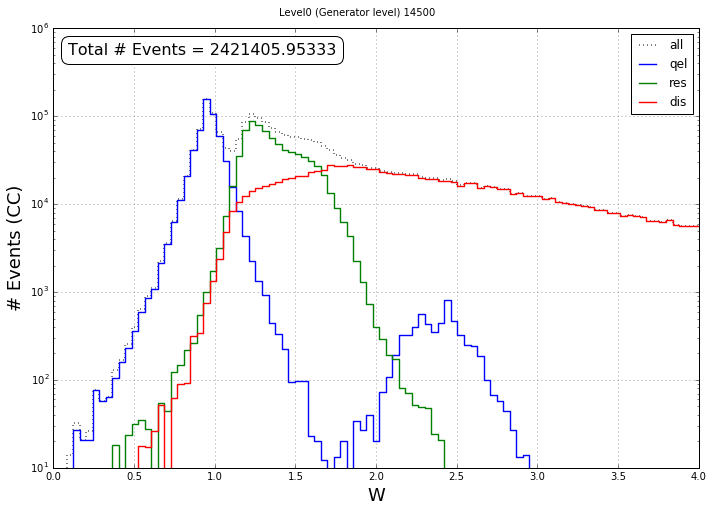 Level0 (Generator level) 14500
Total # Events = 2421405.95333
all
qel
res
dis
# Events (CC)
10^6
10^5
10^4
10^3
10^2
10^1
0.0 0.5 1.0 1.5 2.0 2.5 3.0 3.5 4.0
W